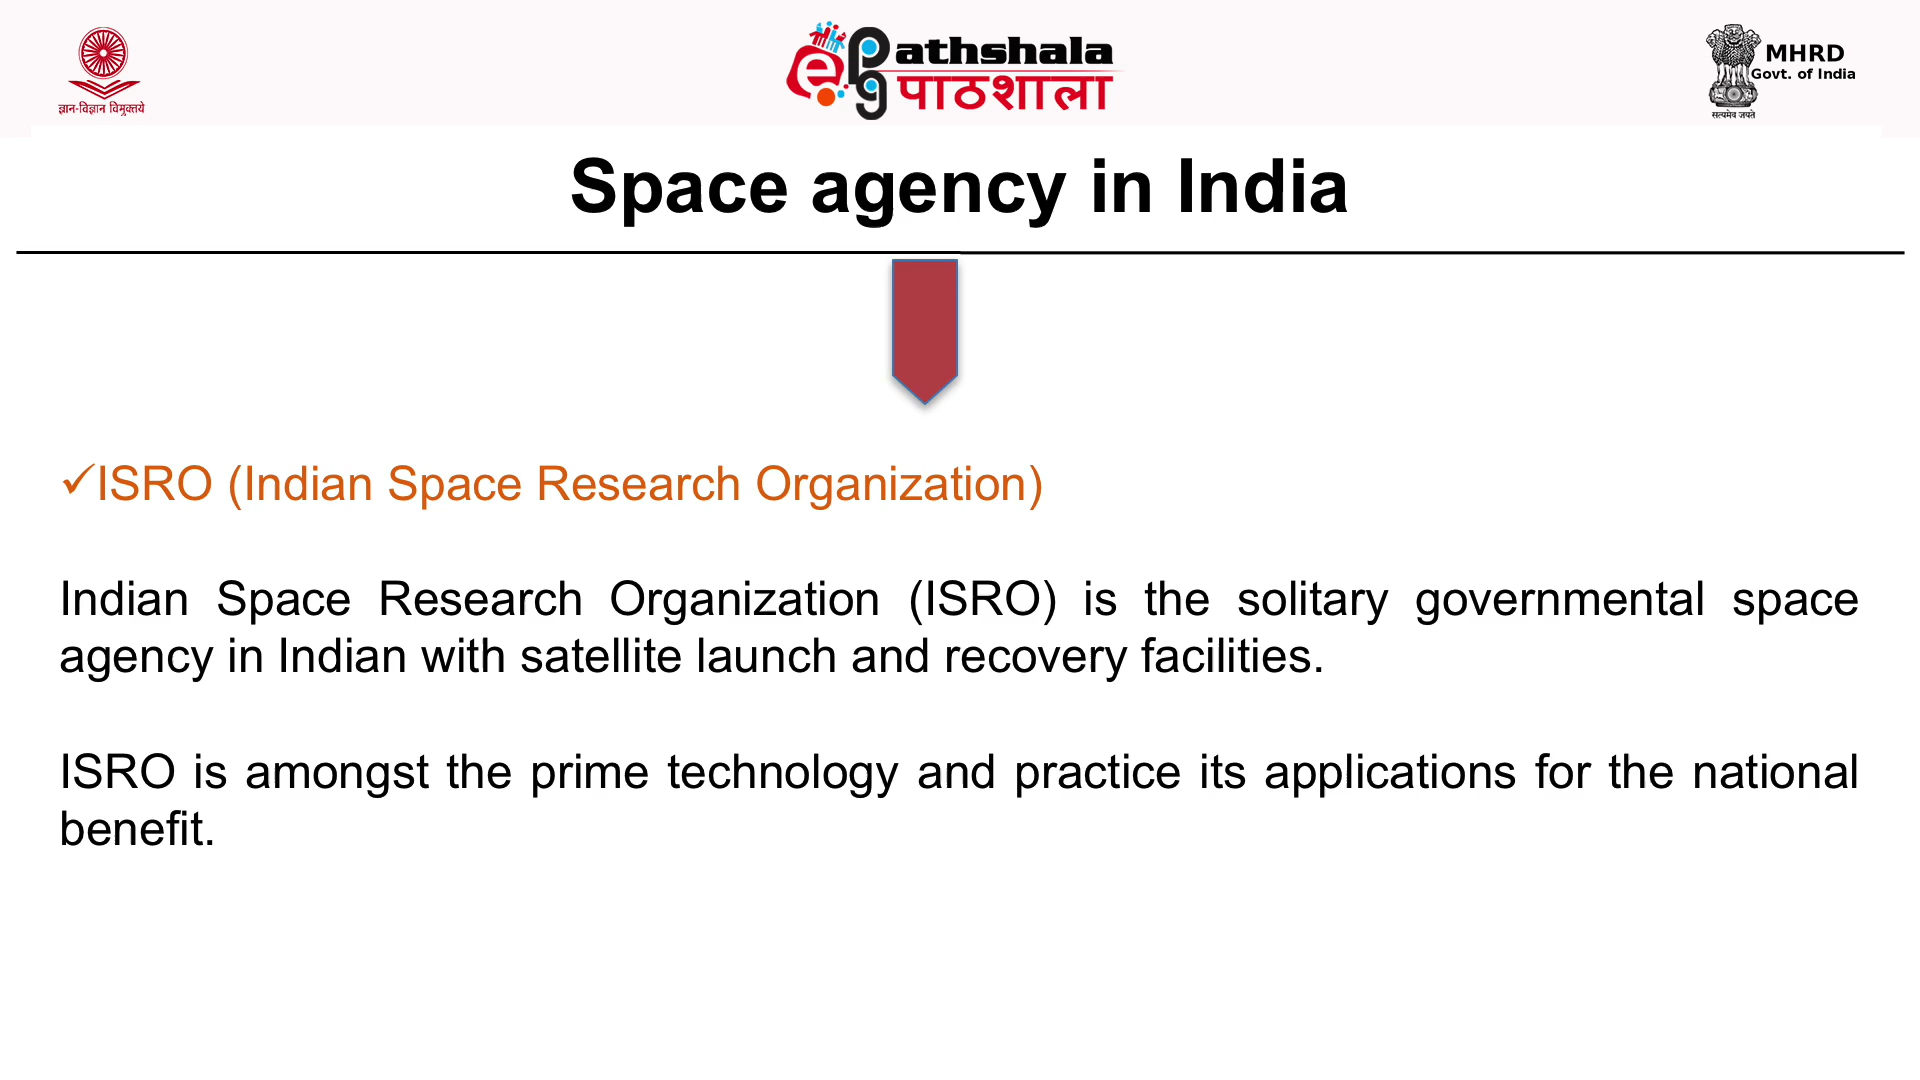 ज्ञान-विज्ञान विमुक्तये
e pg athshala
पाठशाला
MHRD
Govt. of India
सत्यमेव जयते
Space agency in India
✓ISRO (Indian Space Research Organization)
Indian Space Research Organization (ISRO) is the solitary governmental space
agency in Indian with satellite launch and recovery facilities.
ISRO is amongst the prime technology and practice its applications for the national
benefit.